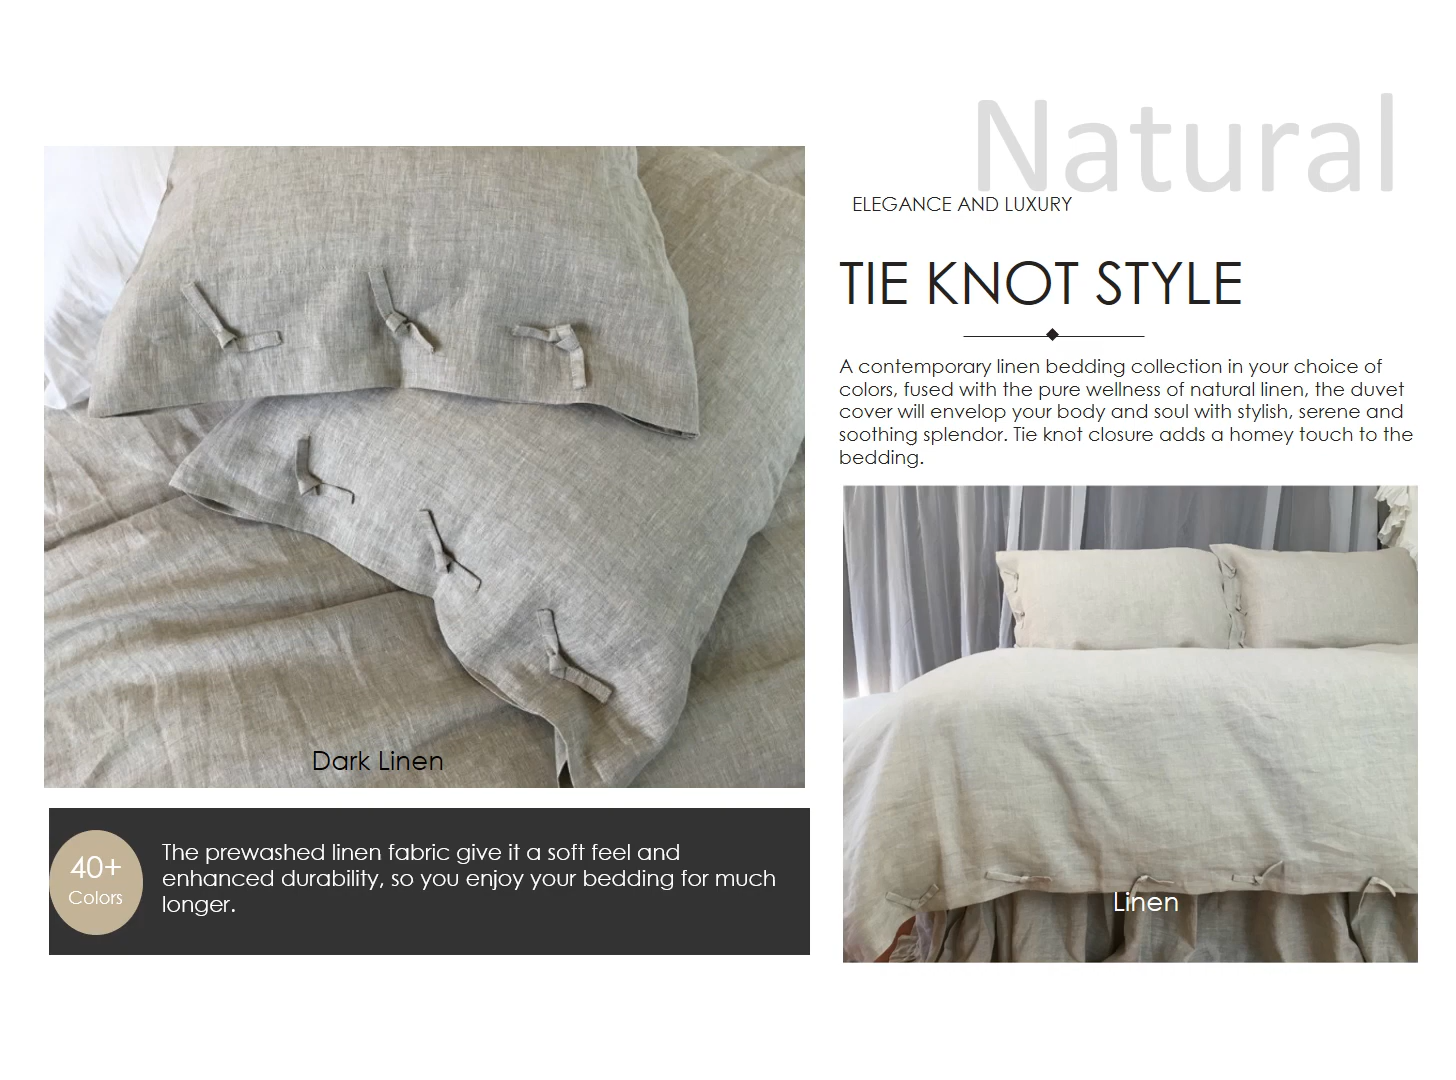 Natural
ELEGANCE AND LUXURY
TIE KNOT STYLE
A contemporary linen bedding collection in your choice of
colors, fused with the pure wellness of natural linen, the duvet
cover will envelop your body and soul with stylish, serene and
soothing splendor. Tie knot closure adds a homey touch to the
bedding.
Dark Linen
40+
Colors
The prewashed linen fabric give it a soft feel and
enhanced durability, so you enjoy your bedding for much
longer.
Linen